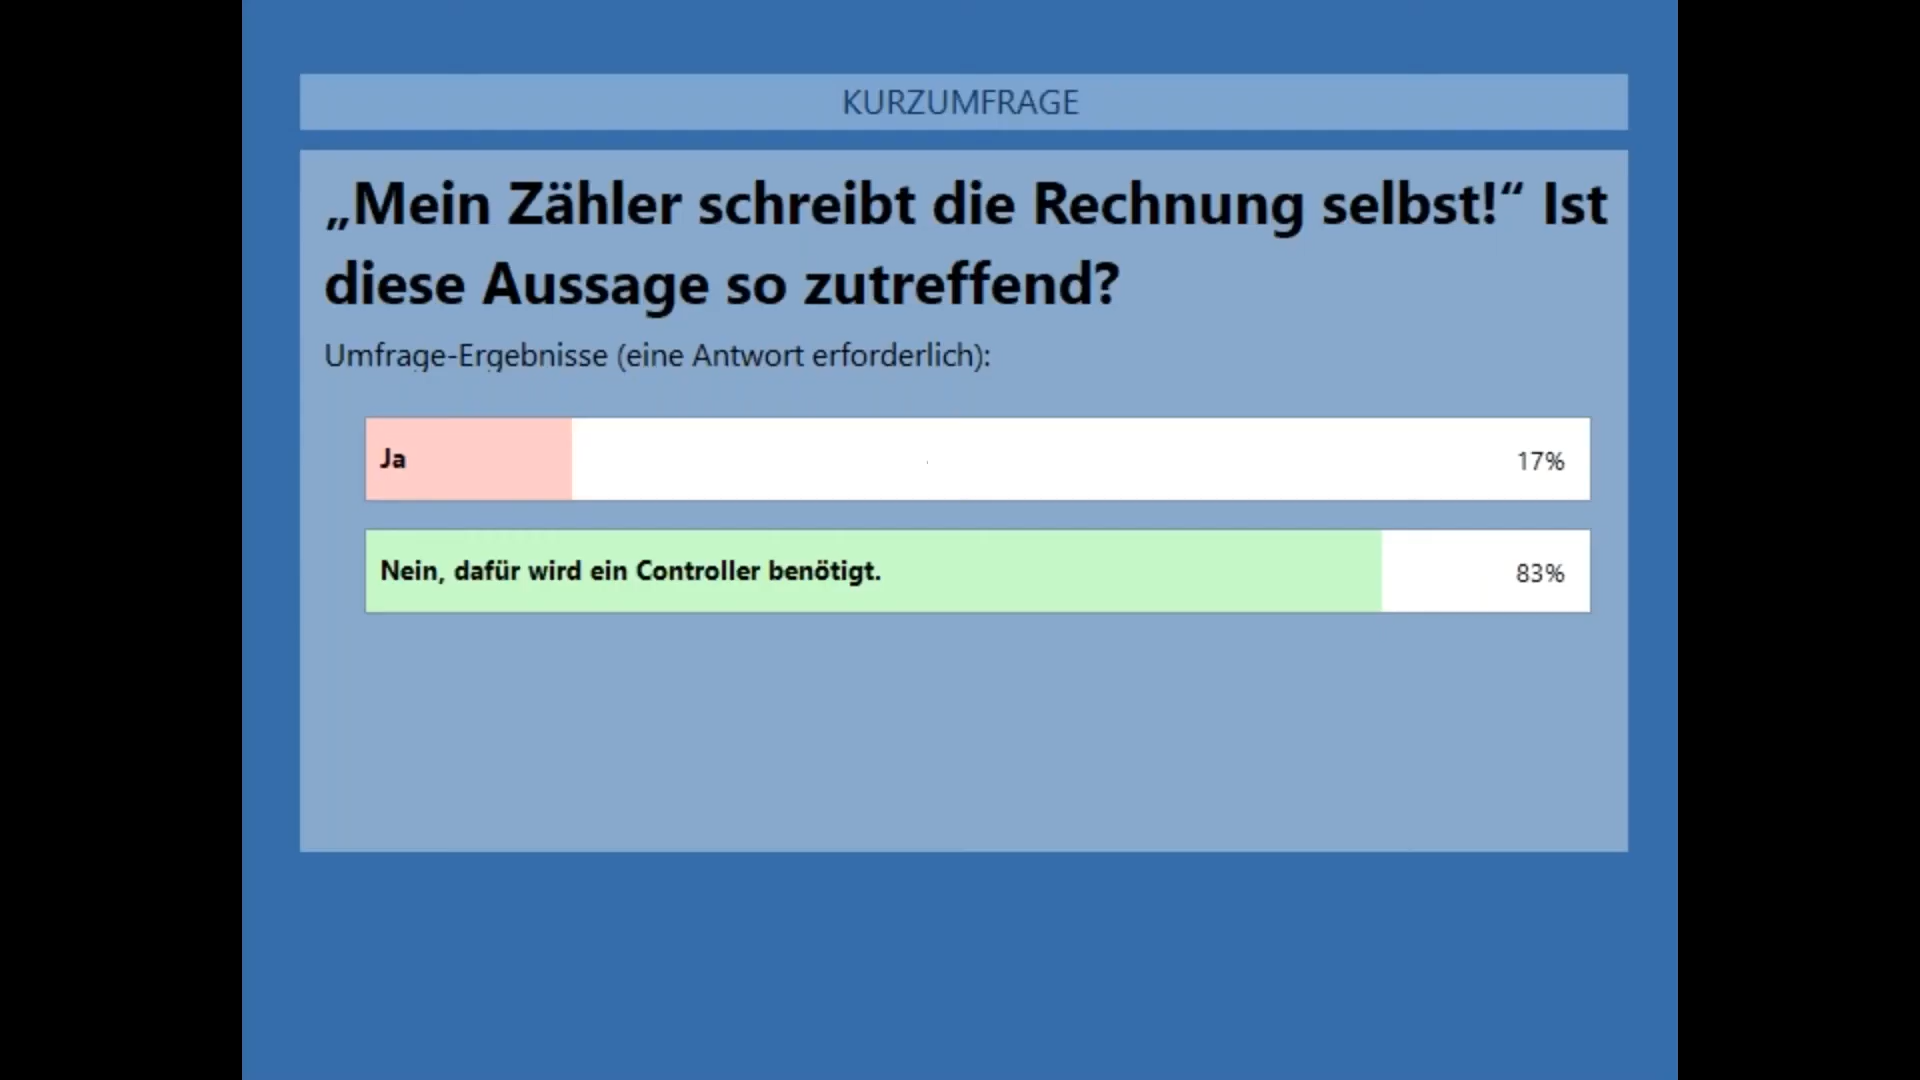 KURZUMFRAGE
„Mein Zähler schreibt die Rechnung selbst!“ Ist
diese Aussage so zutreffend?
Umfrage-Ergebnisse (eine Antwort erforderlich):
Ja 17%
Nein, dafür wird ein Controller benötigt. 83%